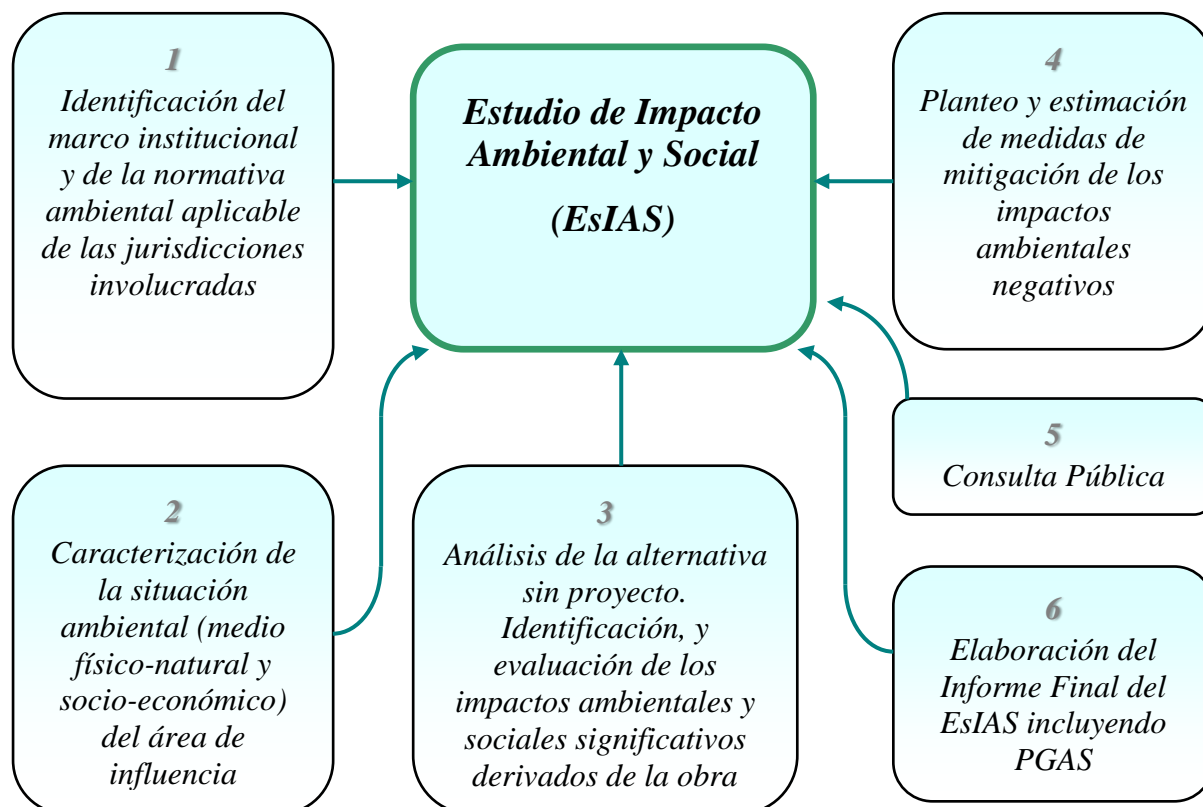 1
Identificación del
marco institucional
y de la normativa
ambiental aplicable
de las jurisdicciones
involucradas
Estudio de Impacto
Ambiental y Social
(EsIAS)
4
Planteo y estimación
de medidas de
mitigación de los
impactos
ambientales
negativos
5
Consulta Pública
2
Caracterización de
la situación
ambiental (medio
físico-natural y
socio-económico)
del área de
influencia
3
Análisis de la alternativa
sin proyecto.
Identificación, y
evaluación de los
impactos ambientales y
sociales significativos
derivados de la obra
6
Elaboración del
Informe Final del
EsIAS incluyendo
PGAS